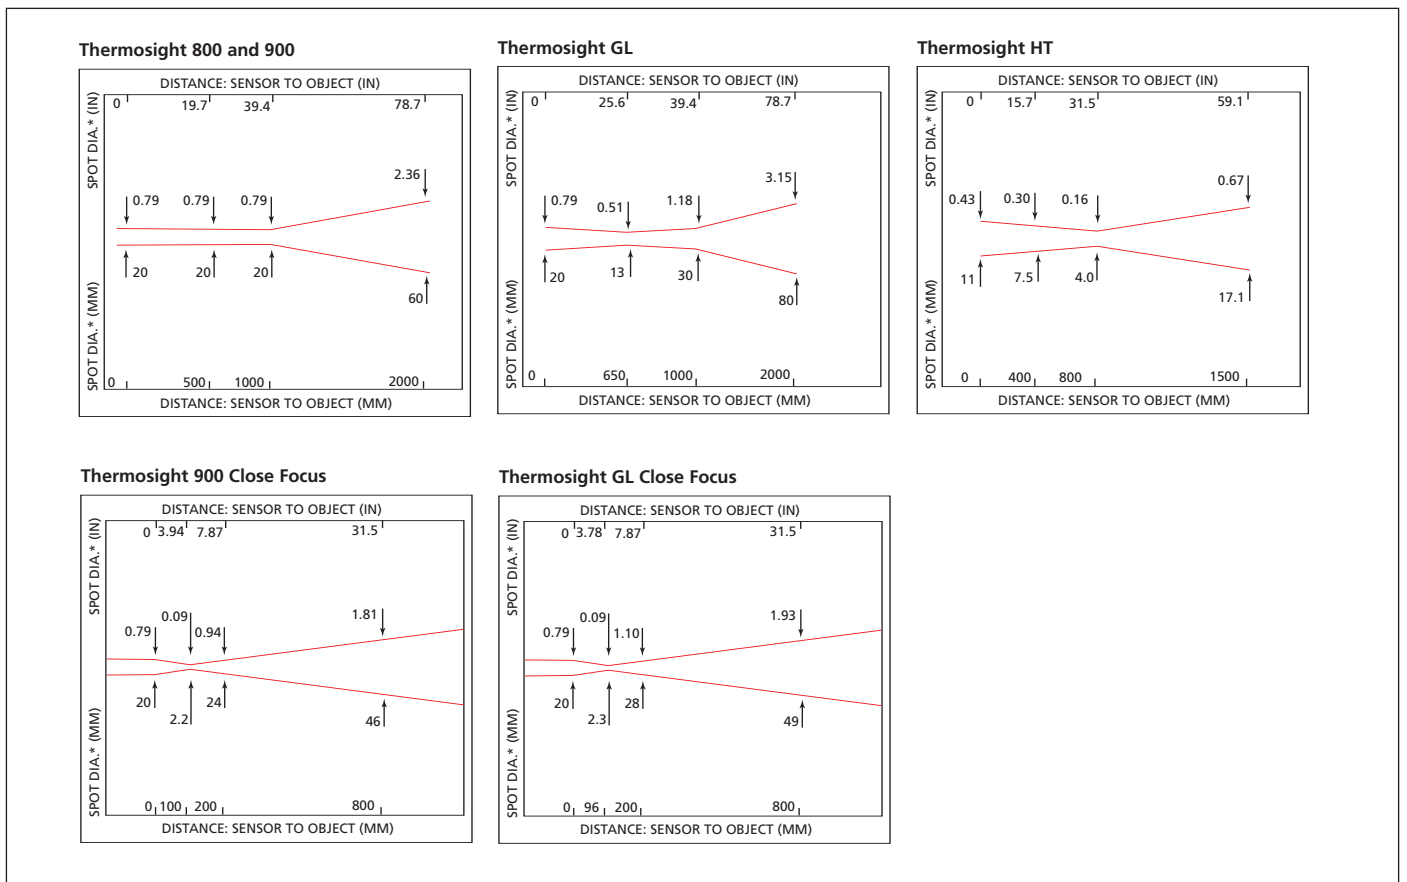 Thermosight 800 and 900
DISTANCE: SENSOR TO OBJECT (IN)
SPOT DIA.* (IN)
0 19.7 39.4 78.7
2.36
0.79 0.79 0.79
20 20 20
60
SPOT DIA.* (MM)
0 500 1000 2000
DISTANCE: SENSOR TO OBJECT (MM)
Thermosight GL
DISTANCE: SENSOR TO OBJECT (IN)
SPOT DIA.* (IN)
0 25.6 39.4 78.7
3.15
0.79 0.51 1.18
20 13 30
80
SPOT DIA.* (MM)
0 650 1000 2000
DISTANCE: SENSOR TO OBJECT (MM)
Thermosight HT
DISTANCE: SENSOR TO OBJECT (IN)
SPOT DIA.* (IN)
0 15.7 31.5 59.1
0.67
0.43 0.30 0.16
11 7.5 4.0
17.1
SPOT DIA.* (MM)
0 400 800 1500
DISTANCE: SENSOR TO OBJECT (MM)
Thermosight 900 Close Focus
DISTANCE: SENSOR TO OBJECT (IN)
SPOT DIA.* (IN)
0 3.94 7.87 31.5
1.81
0.09
0.79 0.94
20 24
2.2 46
SPOT DIA.* (MM)
0 100 200 800
DISTANCE: SENSOR TO OBJECT (MM)
Thermosight GL Close Focus
DISTANCE: SENSOR TO OBJECT (IN)
SPOT DIA.* (IN)
0 3.78 7.87 31.5
1.93
0.09
0.79 1.10
20 28
2.3 49
SPOT DIA.* (MM)
0 96 200 800
DISTANCE: SENSOR TO OBJECT (MM)